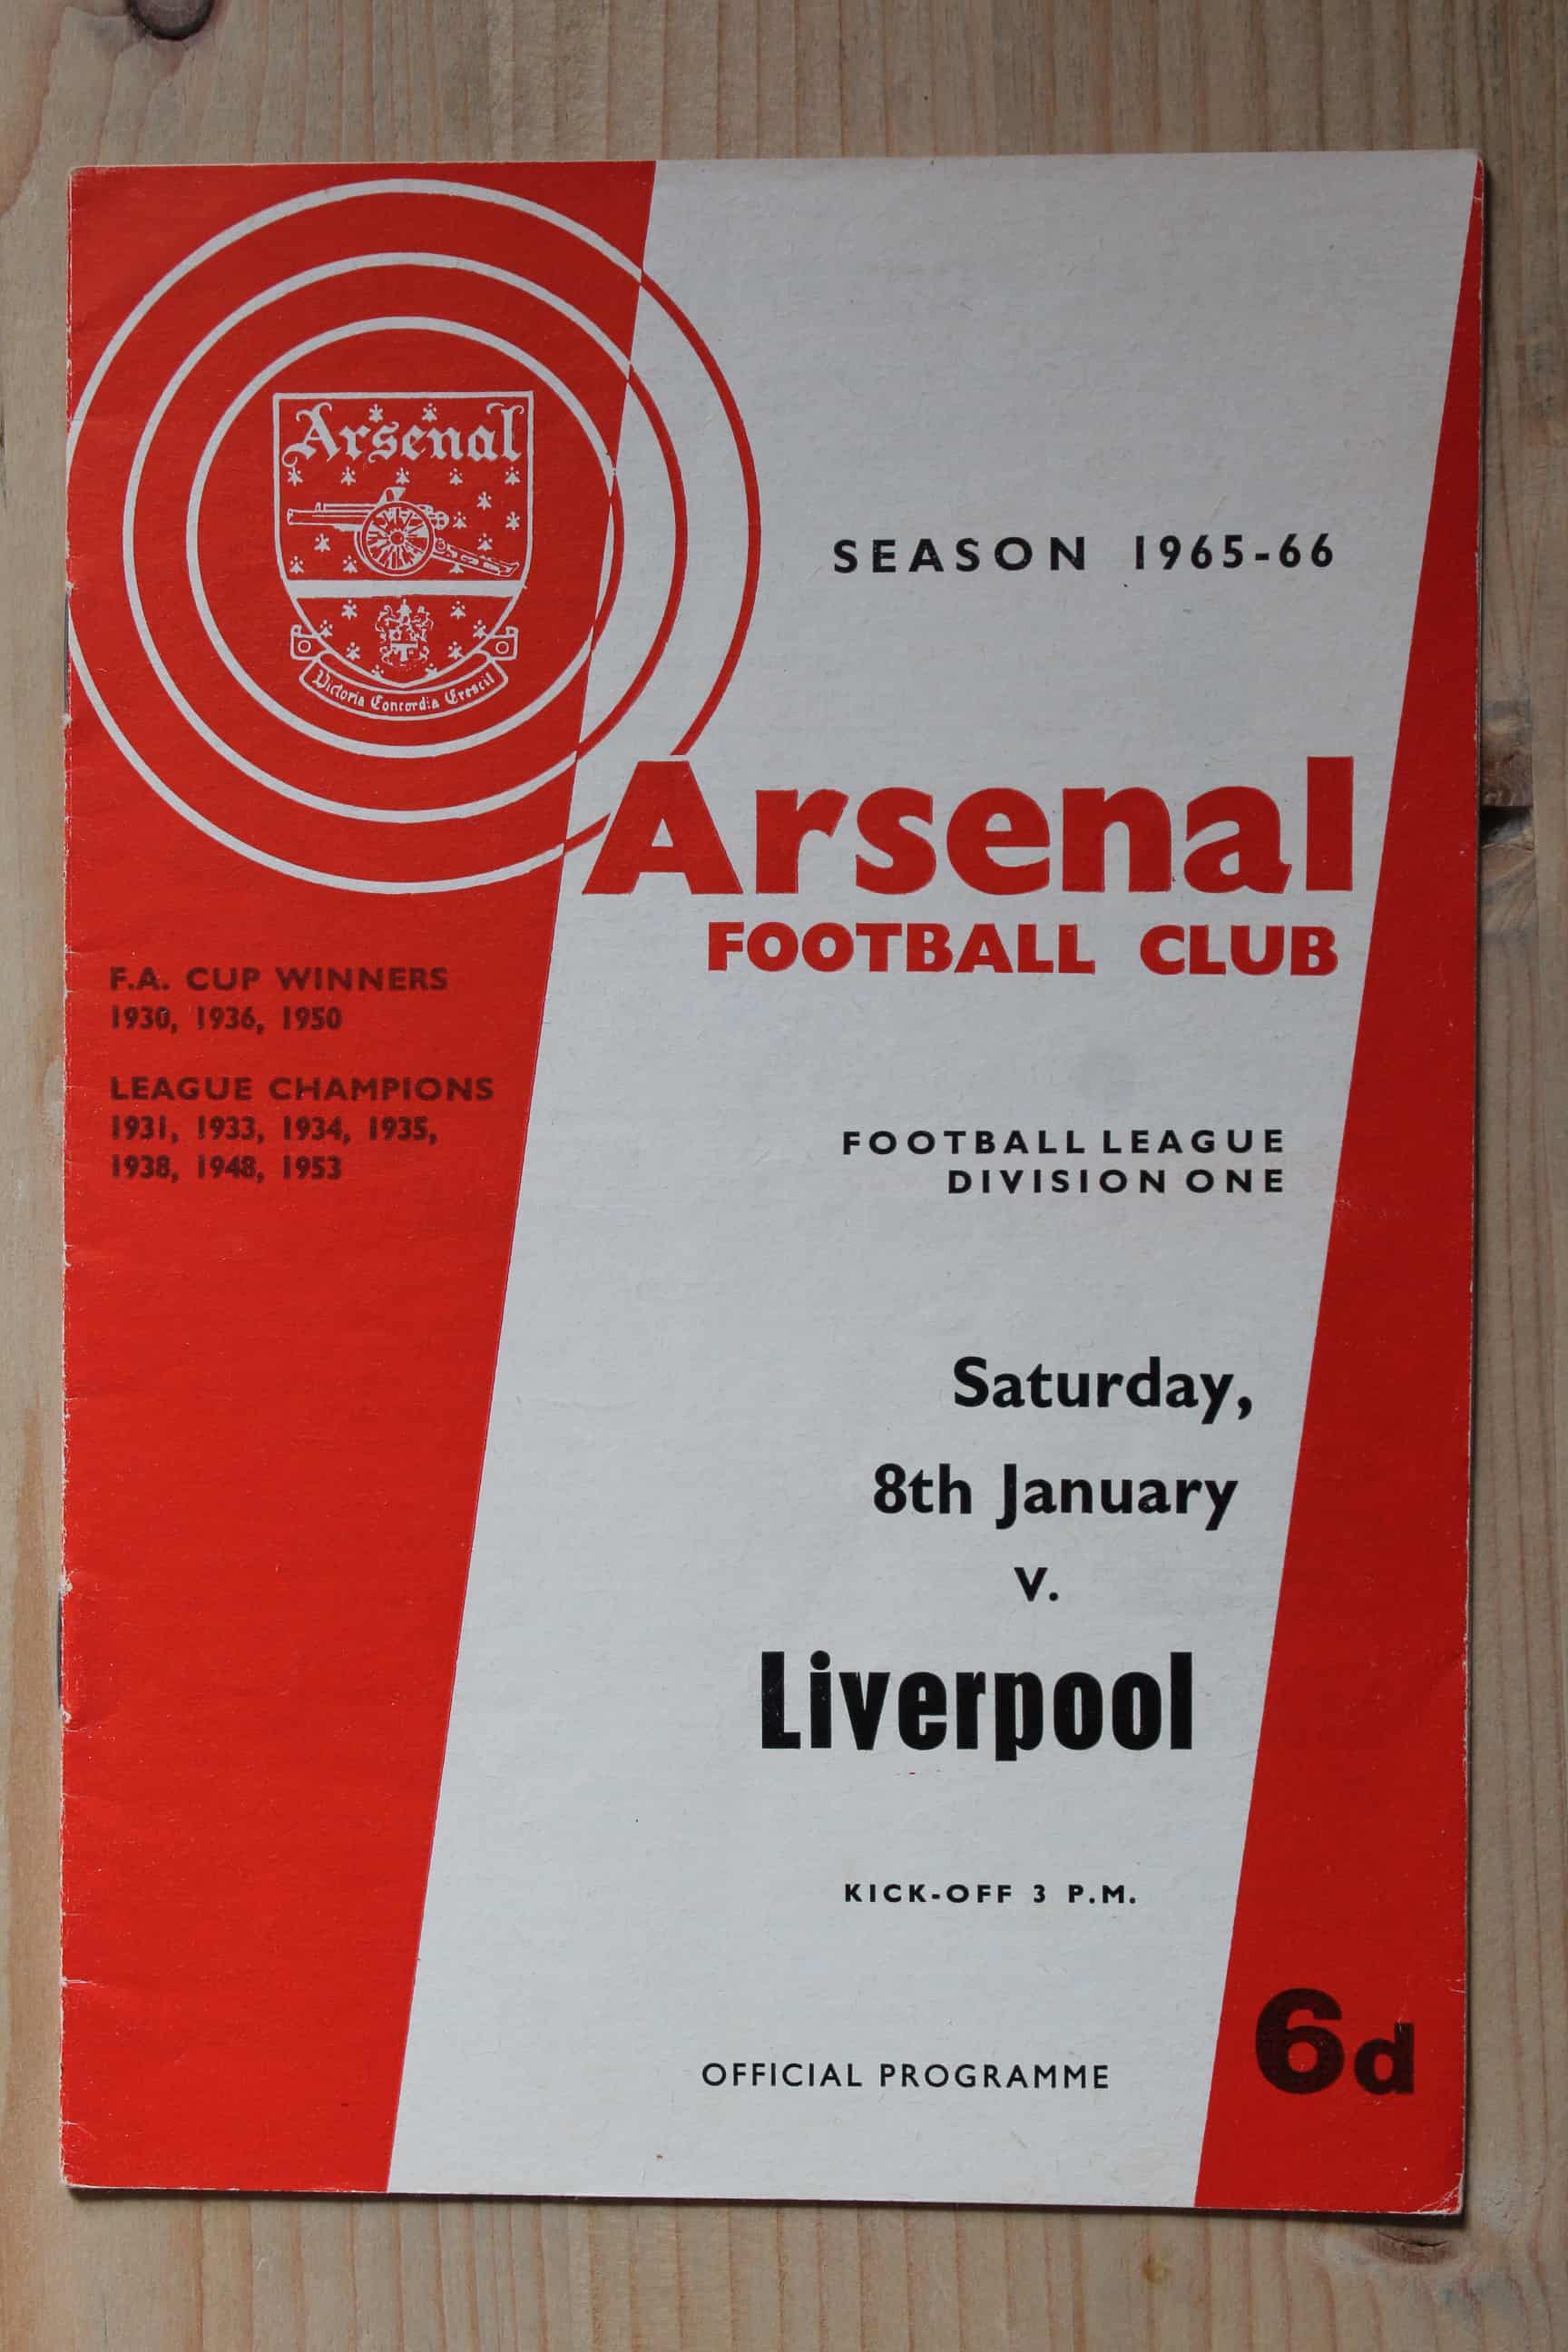 Arsenal
Victoria Concordia Crescit
SEASON 1965-66
Arsenal
FOOTBALL CLUB
F.A. CUP WINNERS
1930, 1936, 1950
LEAGUE CHAMPIONS
1931, 1933, 1934, 1935,
1938, 1948, 1953
FOOTBALL LEAGUE
DIVISION ONE
Saturday,
8th January
v.
Liverpool
KICK-OFF 3 P.M.
OFFICIAL PROGRAMME
6d